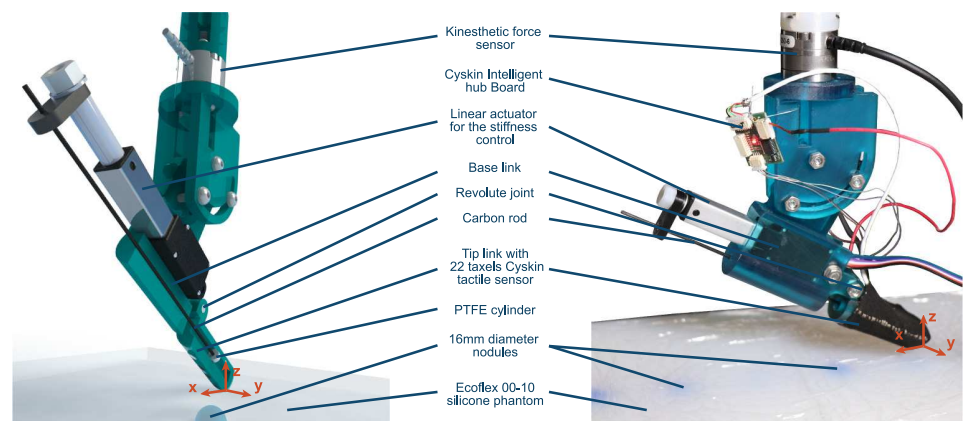 Kinesthetic force
sensor
Cyskin Intelligent
hub Board
Linear actuator
for the stiffness
control
Base link
Revolute joint
Carbon rod
Tip link with
22 taxels Cyskin
tactile sensor
PTFE cylinder
16mm diameter
nodules
Ecoflex 00-10
silicone phantom
x
z
y
x
z
y